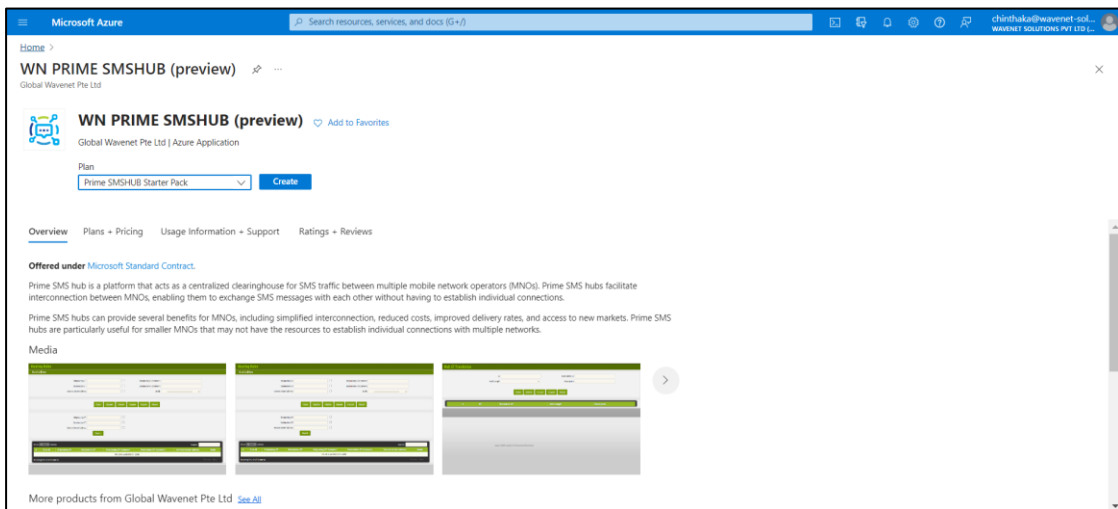 Microsoft Azure
Search resources, services, and docs (G+/)
chinthaka@wavenet-sol...
WAVENET SOLUTIONS PVT LTD (...
Home >
WN PRIME SMSHUB (preview)
Global Wavenet Pte Ltd
WN PRIME SMSHUB (preview) Add to Favorites
Global Wavenet Pte Ltd | Azure Application
Plan
Prime SMSHUB Starter Pack Create
Overview Plans + Pricing Usage Information + Support Ratings + Reviews
Offered under Microsoft Standard Contract.
Prime SMS hub is a platform that acts as a centralized clearinghouse for SMS traffic between multiple mobile network operators (MNOs). Prime SMS hubs facilitate
interconnection between MNOs, enabling them to exchange SMS messages with each other without having to establish individual connections.
Prime SMS hubs can provide several benefits for MNOs, including simplified interconnection, reduced costs, improved delivery rates, and access to new markets. Prime SMS
hubs are particularly useful for smaller MNOs that may not have the resources to establish individual connections with multiple networks.
Media
More products from Global Wavenet Pte Ltd See All